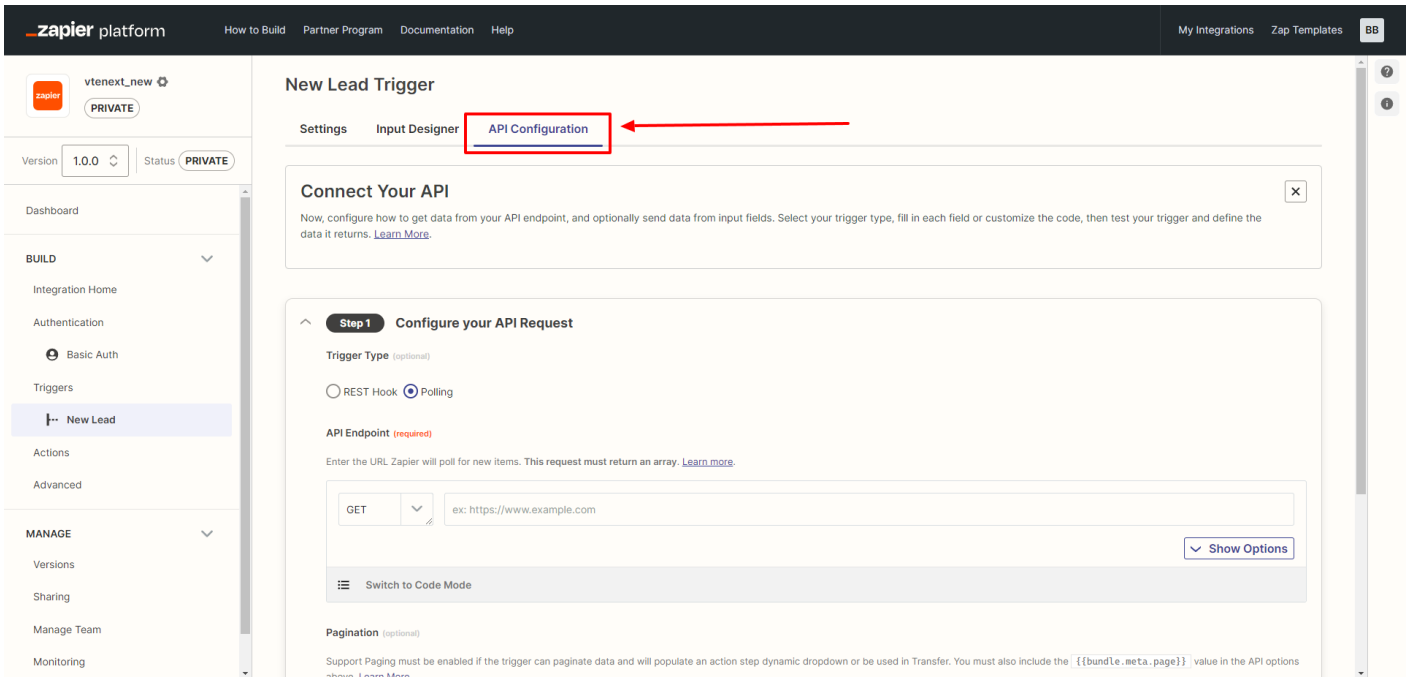 _zapier platform How to Build Partner Program Documentation Help My Integrations Zap Templates BB
zapier
vtenext_new
PRIVATE
Version 1.0.0 Status PRIVATE
Dashboard
BUILD
Integration Home
Authentication
Basic Auth
Triggers
New Lead
Actions
Advanced
MANAGE
Versions
Sharing
Manage Team
Monitoring
New Lead Trigger
Settings Input Designer API Configuration
Connect Your API
Now, configure how to get data from your API endpoint, and optionally send data from input fields. Select your trigger type, fill in each field or customize the code, then test your trigger and define the
data it returns. Learn More.
Step 1 Configure your API Request
Trigger Type (optional)
REST Hook Polling
API Endpoint (required)
Enter the URL Zapier will poll for new items. This request must return an array. Learn more.
GET ex: https://www.example.com
Show Options
Switch to Code Mode
Pagination (optional)
Support Paging must be enabled if the trigger can paginate data and will populate an action step dynamic dropdown or be used in Transfer. You must also include the {{bundle.meta.page}} value in the API options
above. Learn More.